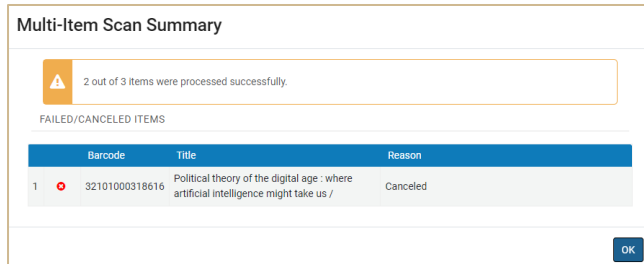 Multi-Item Scan Summary
2 out of 3 items were processed successfully.
FAILED/CANCELED ITEMS
Barcode Title Reason
1 32101000318616 Political theory of the digital age : where artificial intelligence might take us / Canceled
OK